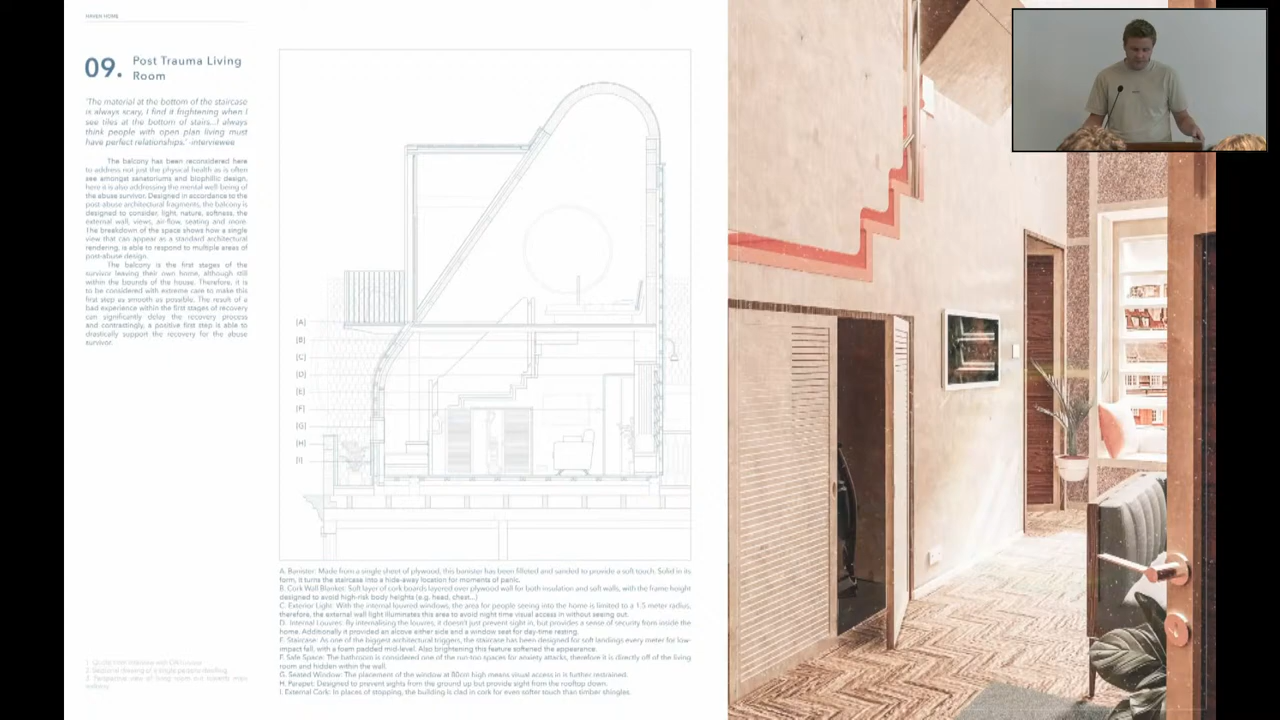 HAVEN HOME
09. Post Trauma Living
Room
'The material at the bottom of the staircase
is always scary, I find it frightening when I
see tiles at the bottom of stairs...I always
think people with open plan living must
have perfect relationships.' -interviewee
The balcony has been reconsidered here
to address not just the physical health as is often
see amongst sanatoriums and biophilic design,
here it is also addressing the mental well being of
the abuse survivor. Designed in accordance to the
post-abuse architectural fragments, the balcony is
designed to consider, light, nature, softness, the
external wall, views, air-flow, seating and more.
The breakdown of the space shows how a single
view that can appear as a standard architectural
rendering, is able to respond to multiple areas of
post-abuse design.
The balcony is the first stages of the
survivor leaving their own home, although still
within the bounds of the house. Therefore, it is
to be considered with extreme care to make this
first step as smooth as possible. The result of a
bad experience within the first stages of recovery
can significantly delay the recovery process
and contrastingly, a positive first step is able to
drastically support the recovery for the abuse
survivor.
[A]
[B]
[C]
[D]
[E]
[F]
[G]
[H]
[I]
A. Banister: Made from a single sheet of plywood, this banister has been filleted and sanded to provide a soft touch. Solid in its
form, it turns the staircase into a hide-away location for moments of panic.
B. Cork Wall Blanket: Soft layer of cork boards layered over plywood wall for both insulation and soft walls, with the frame height
designed to avoid high-risk body heights (e.g. head, chest...)
C. Exterior Light: With the internal louvred windows, the area for people seeing into the home is limited to a 1.5 meter radius,
therefore, the external wall light illuminates this area to avoid night time visual access in without seeing out.
D. Internal Louvres: By internalising the louvres, it doesn't just prevent sight in, but provides a sense of security from inside the
home. Additionally it provided an alcove either side and a window seat for day-time resting.
E. Staircase: As one of the biggest architectural triggers, the staircase has been designed for soft landings every meter for low-
impact fall, with a foam padded mid-level. Also brightening this feature softened the appearance.
F. Safe Space: The bathroom is considered one of the run-too spaces for anxiety attacks, therefore it is directly off of the living
room and hidden within the wall.
G. Seated Window: The placement of the window at 80cm high means visual access in is further restrained.
H. Parapet: Designed to prevent sights from the ground up but provide sight from the rooftop down.
I. External Cork: In places of stopping, the building is clad in cork for even softer touch than timber shingles.